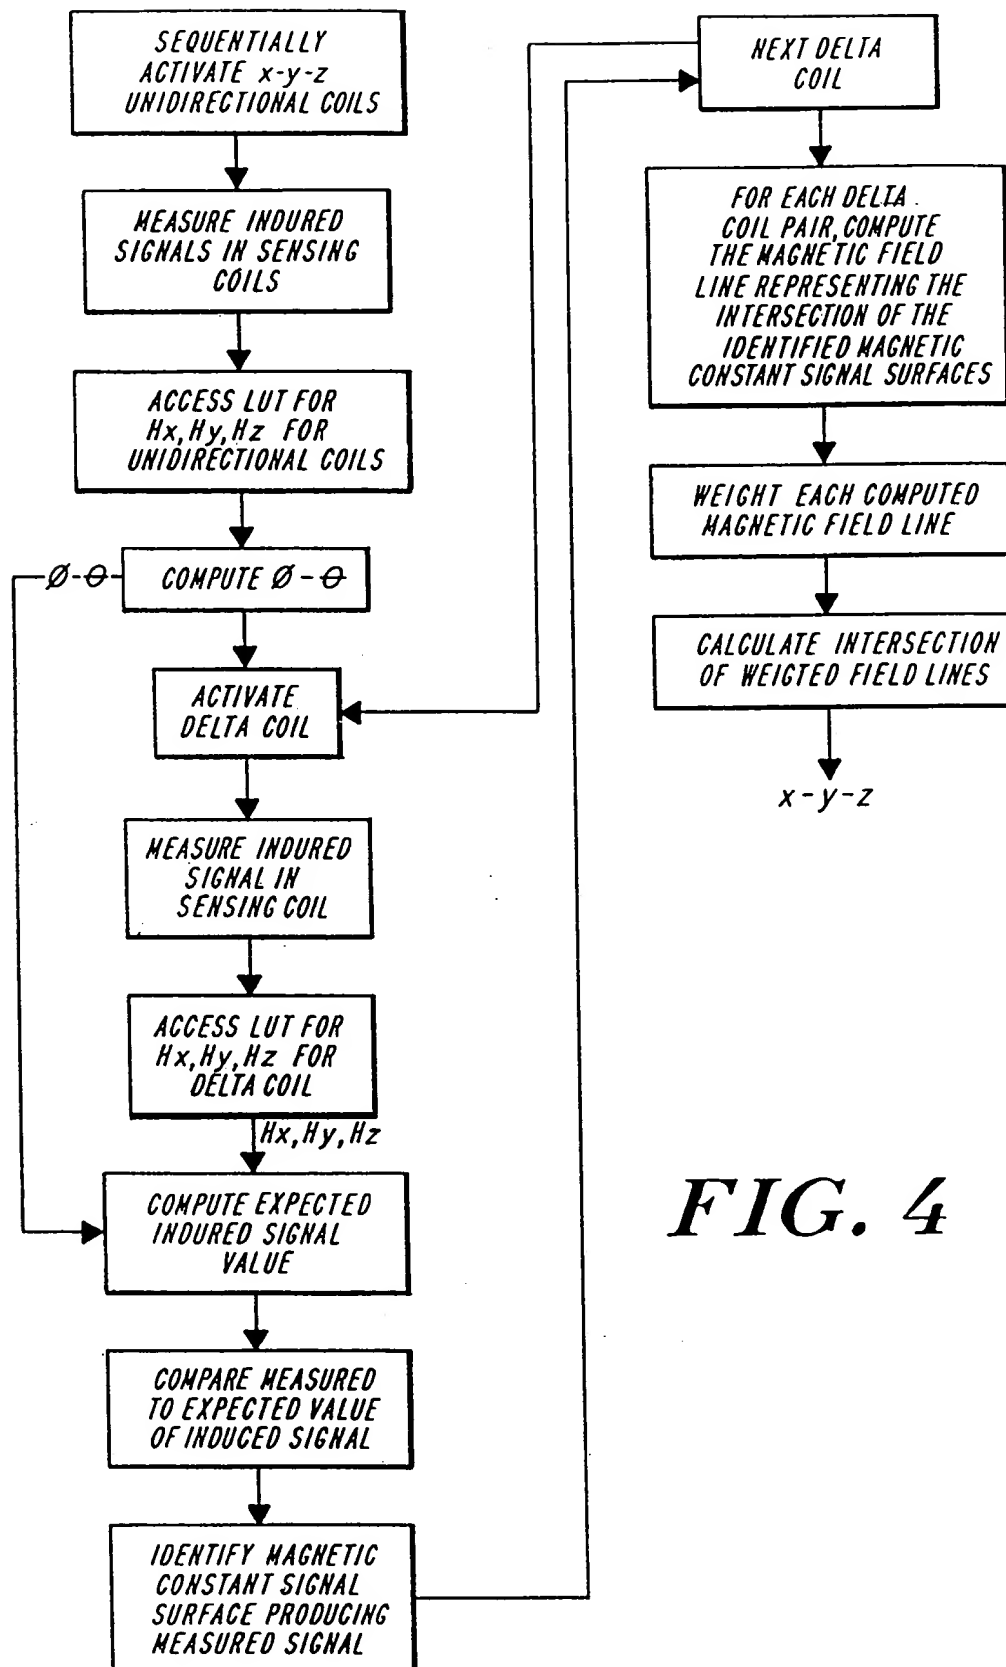 SEQUENTIALLY
ACTIVATE x-y-z
UNIDIRECTIONAL COILS
MEASURE INDURED
SIGNALS IN SENSING
COILS
ACCESS LUT FOR
Hx, Hy, Hz FOR
UNIDIRECTIONAL COILS
Ø-Θ
COMPUTE Ø-Θ
ACTIVATE
DELTA COIL
MEASURE INDURED
SIGNAL IN
SENSING COIL
ACCESS LUT FOR
Hx, Hy, Hz FOR
DELTA COIL
Hx, Hy, Hz
COMPUTE EXPECTED
INDURED SIGNAL
VALUE
COMPARE MEASURED
TO EXPECTED VALUE
OF INDUCED SIGNAL
IDENTIFY MAGNETIC
CONSTANT SIGNAL
SURFACE PRODUCING
MEASURED SIGNAL
NEXT DELTA
COIL
FOR EACH DELTA
COIL PAIR, COMPUTE
THE MAGNETIC FIELD
LINE REPRESENTING THE
INTERSECTION OF THE
IDENTIFIED MAGNETIC
CONSTANT SIGNAL SURFACES
WEIGHT EACH COMPUTED
MAGNETIC FIELD LINE
CALCULATE INTERSECTION
OF WEIGTED FIELD LINES
x-y-z
FIG. 4